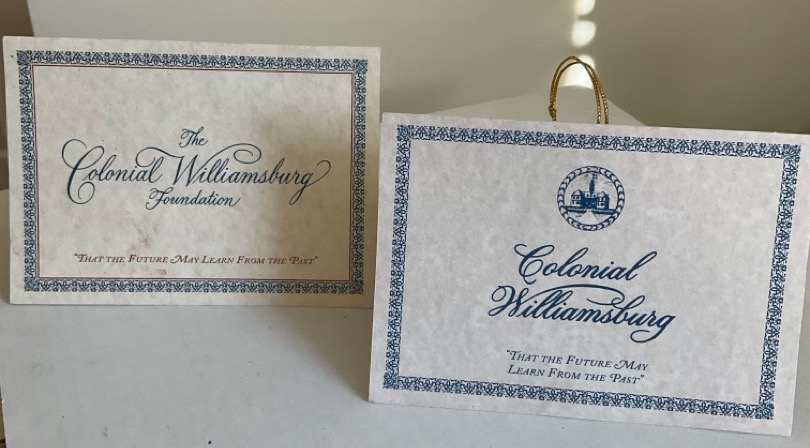 The
Colonial Williamsburg
Foundation
"THAT THE FUTURE MAY LEARN FROM THE PAST"
Colonial
Williamsburg
"THAT THE FUTURE MAY
LEARN FROM THE PAST"